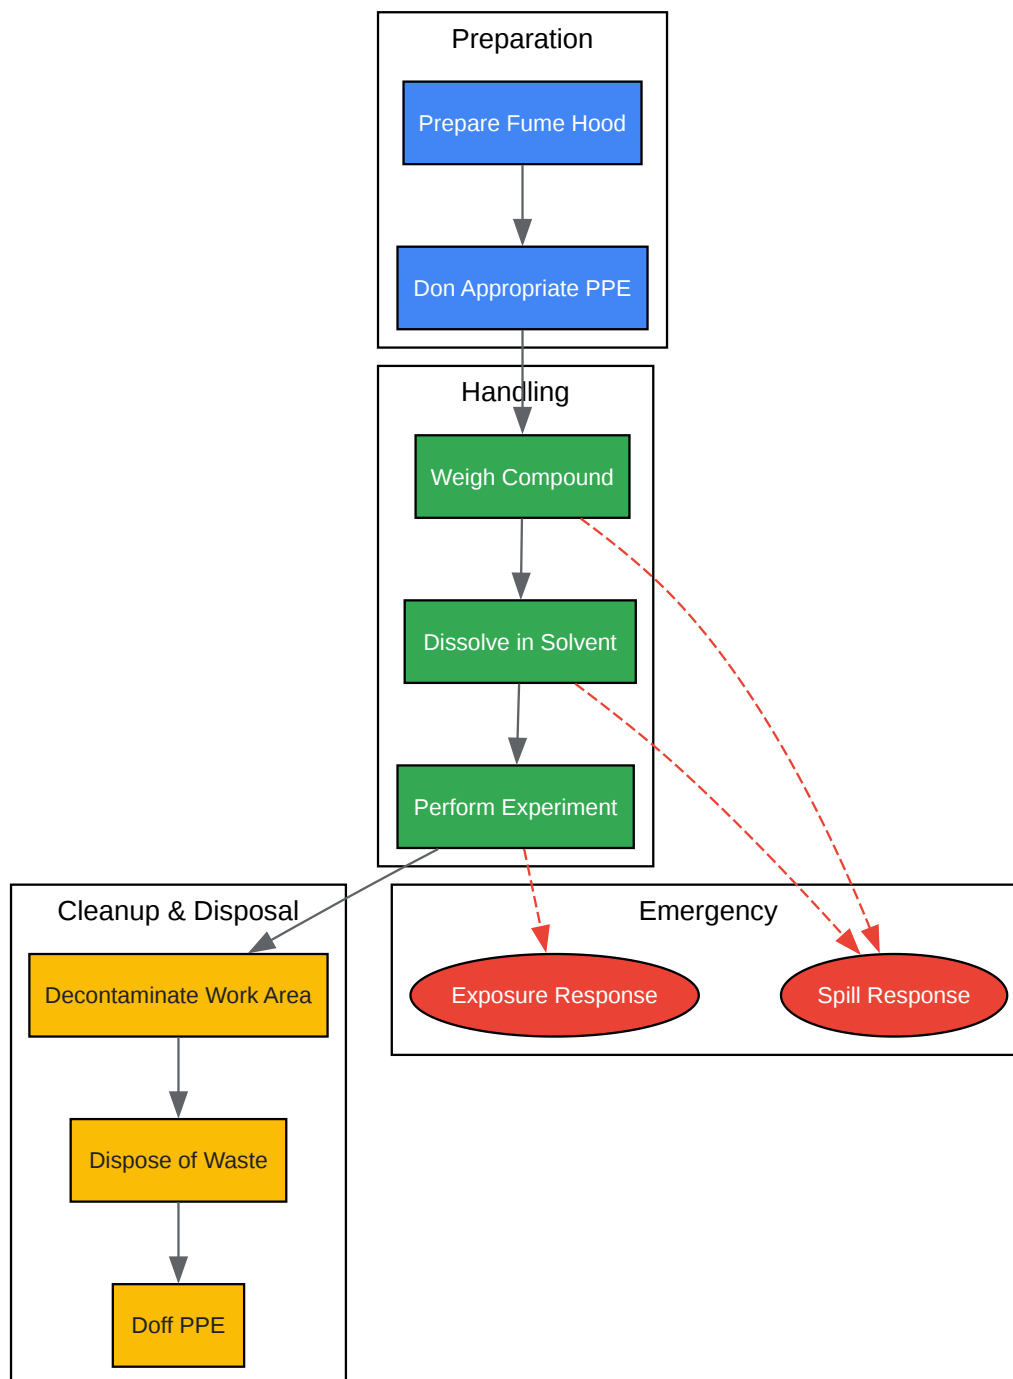 Preparation
Prepare Fume Hood
Don Appropriate PPE
Handling
Weigh Compound
Dissolve in Solvent
Perform Experiment
Cleanup & Disposal
Decontaminate Work Area
Dispose of Waste
Doff PPE
Emergency
Exposure Response
Spill Response